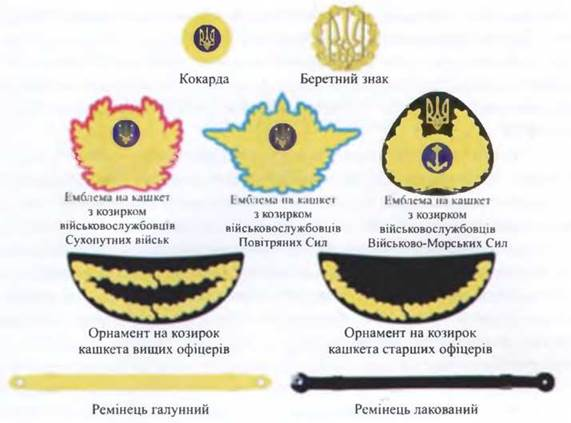 Кокарда
Беретний знак
Емблема на кашкет
з козирком
військовослужбовців
Сухопутних військ
Емблема на кашкет
з козирком
військовослужбовців
Повітряних Сил
Емблема на кашкет
з козирком
військовослужбовців
Військово-Морських Сил
Орнамент на козирок
кашкета вищих офіцерів
Орнамент на козирок
кашкета старших офіцерів
Ремінець галунний
Ремінець лакований